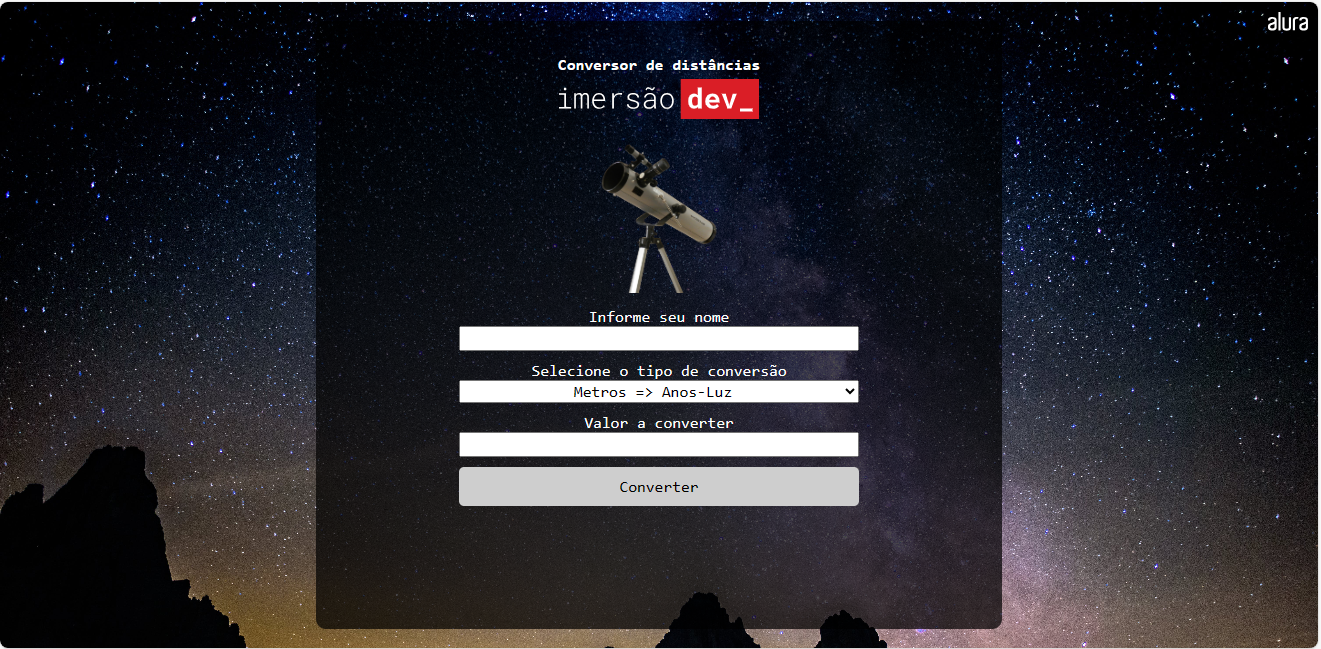 alura
Conversor de distâncias
imersão dev_
Informe seu nome
Selecione o tipo de conversão
Metros => Anos-Luz
Valor a converter
Converter